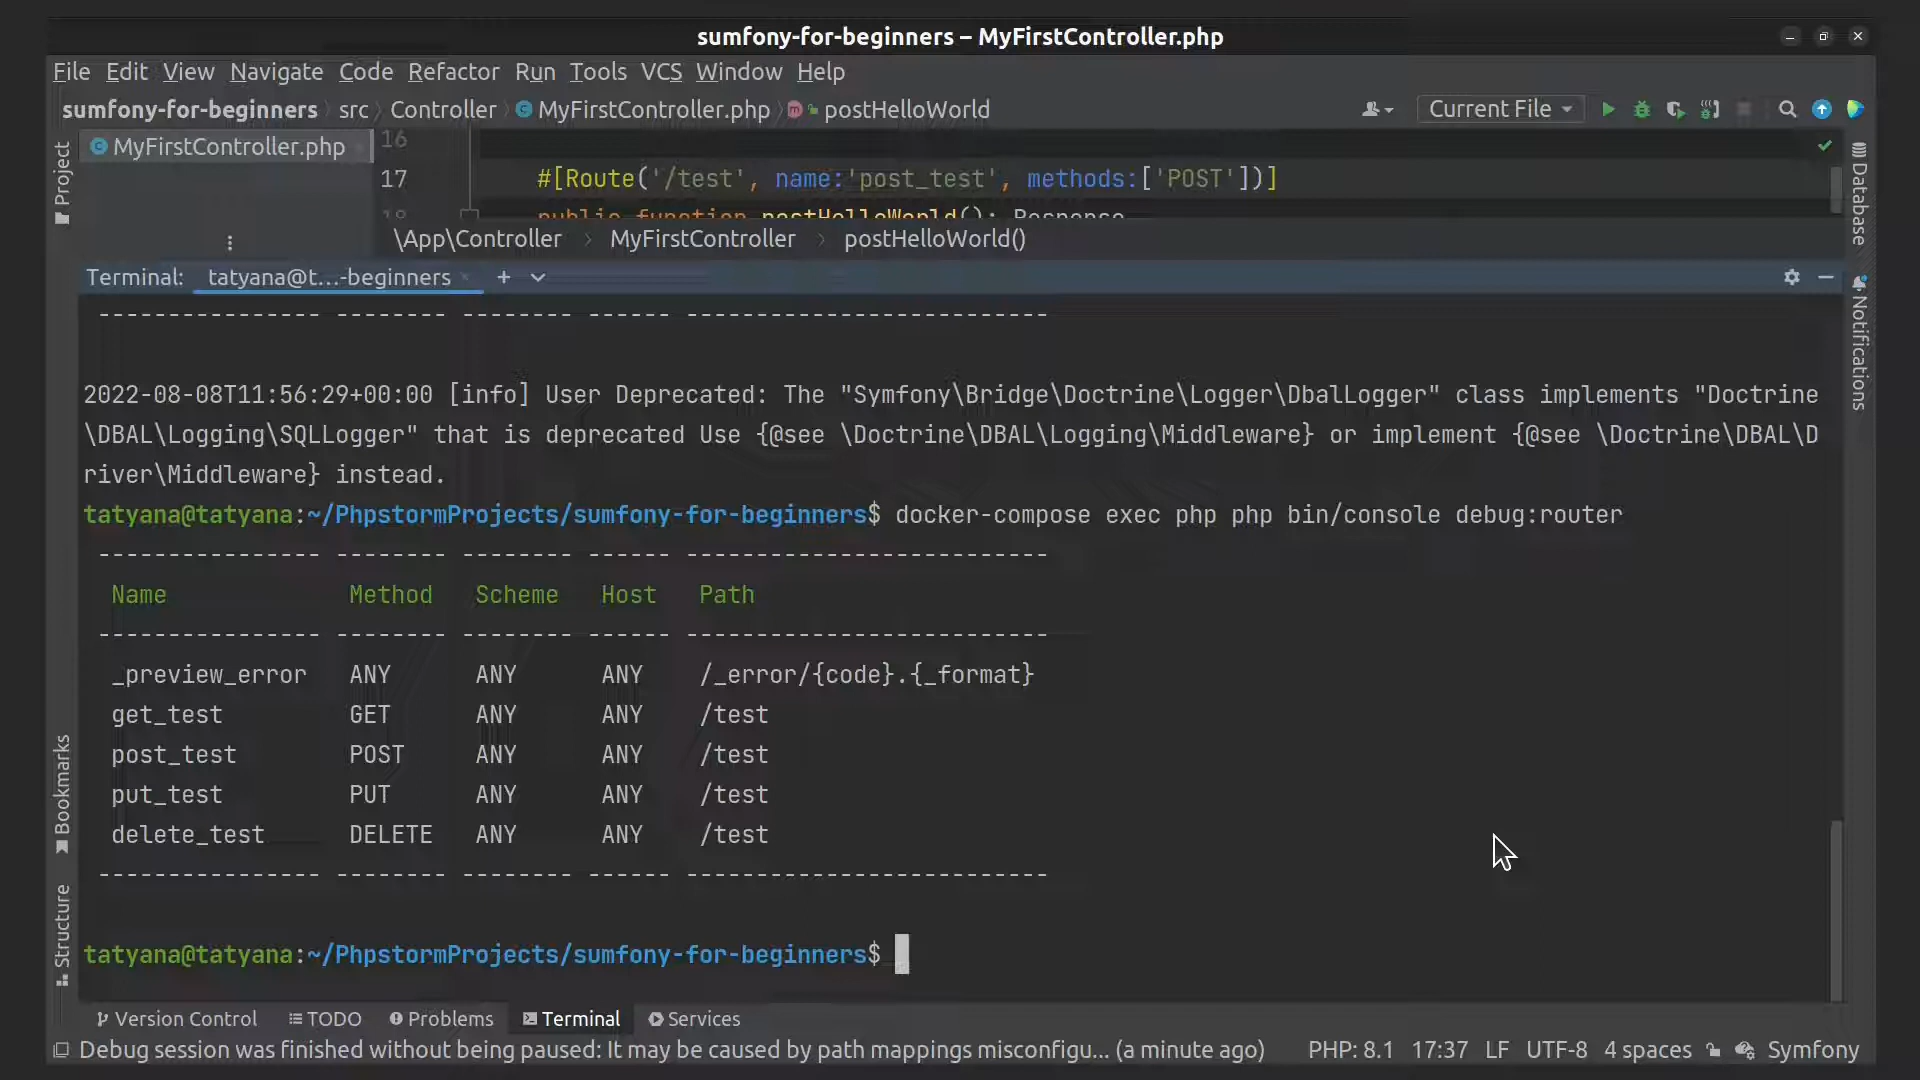 sumfony-for-beginners – MyFirstController.php
File Edit View Navigate Code Refactor Run Tools VCS Window Help
sumfony-for-beginners src Controller MyFirstController.php postHelloWorld
Current File
Project
MyFirstController.php
16
17 #[Route('/test', name:'post_test', methods:['POST'])]
18 public function postHelloWorld(): Response
\App\Controller MyFirstController postHelloWorld()
Database
Notifications
Terminal: tatyana@t...-beginners
---------------- -------- -------- ------ --------------------------
2022-08-08T11:56:29+00:00 [info] User Deprecated: The "Symfony\Bridge\Doctrine\Logger\DbalLogger" class implements "Doctrine
\DBAL\Logging\SQLLogger" that is deprecated Use {@see \Doctrine\DBAL\Logging\Middleware} or implement {@see \Doctrine\DBAL\D
river\Middleware} instead.
tatyana@tatyana:~/PhpstormProjects/sumfony-for-beginners$ docker-compose exec php php bin/console debug:router
---------------- -------- -------- ------ --------------------------
Name Method Scheme Host Path
---------------- -------- -------- ------ --------------------------
_preview_error ANY ANY ANY /_error/{code}.{_format}
get_test GET ANY ANY /test
post_test POST ANY ANY /test
put_test PUT ANY ANY /test
delete_test DELETE ANY ANY /test
---------------- -------- -------- ------ --------------------------
tatyana@tatyana:~/PhpstormProjects/sumfony-for-beginners$
Bookmarks
Structure
Version Control TODO Problems Terminal Services
Debug session was finished without being paused: It may be caused by path mappings misconfigu... (a minute ago) PHP: 8.1 17:37 LF UTF-8 4 spaces Symfony